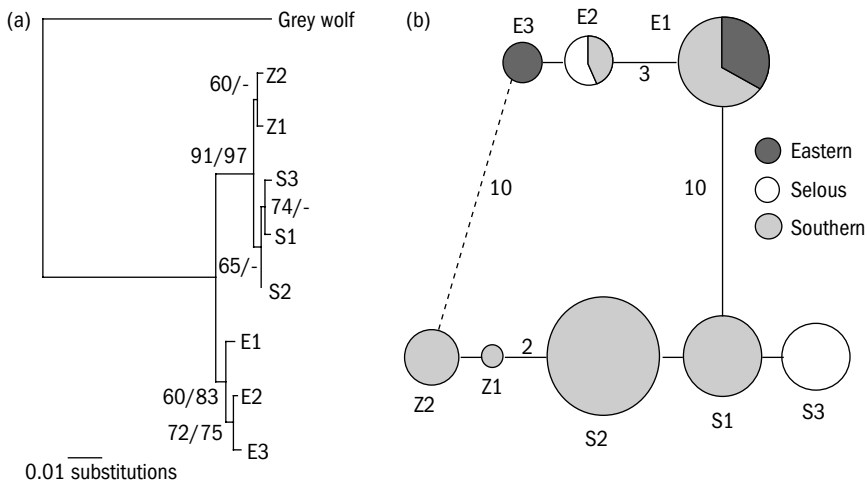 (a)
Grey wolf
60/-
Z2
Z1
91/97
S3
74/-
S1
65/-
S2
E1
60/83
E2
72/75
E3
0.01 substitutions
(b)
E3
E2
E1
3
10
10
Eastern
Selous
Southern
2
Z2
Z1
S2
S1
S3